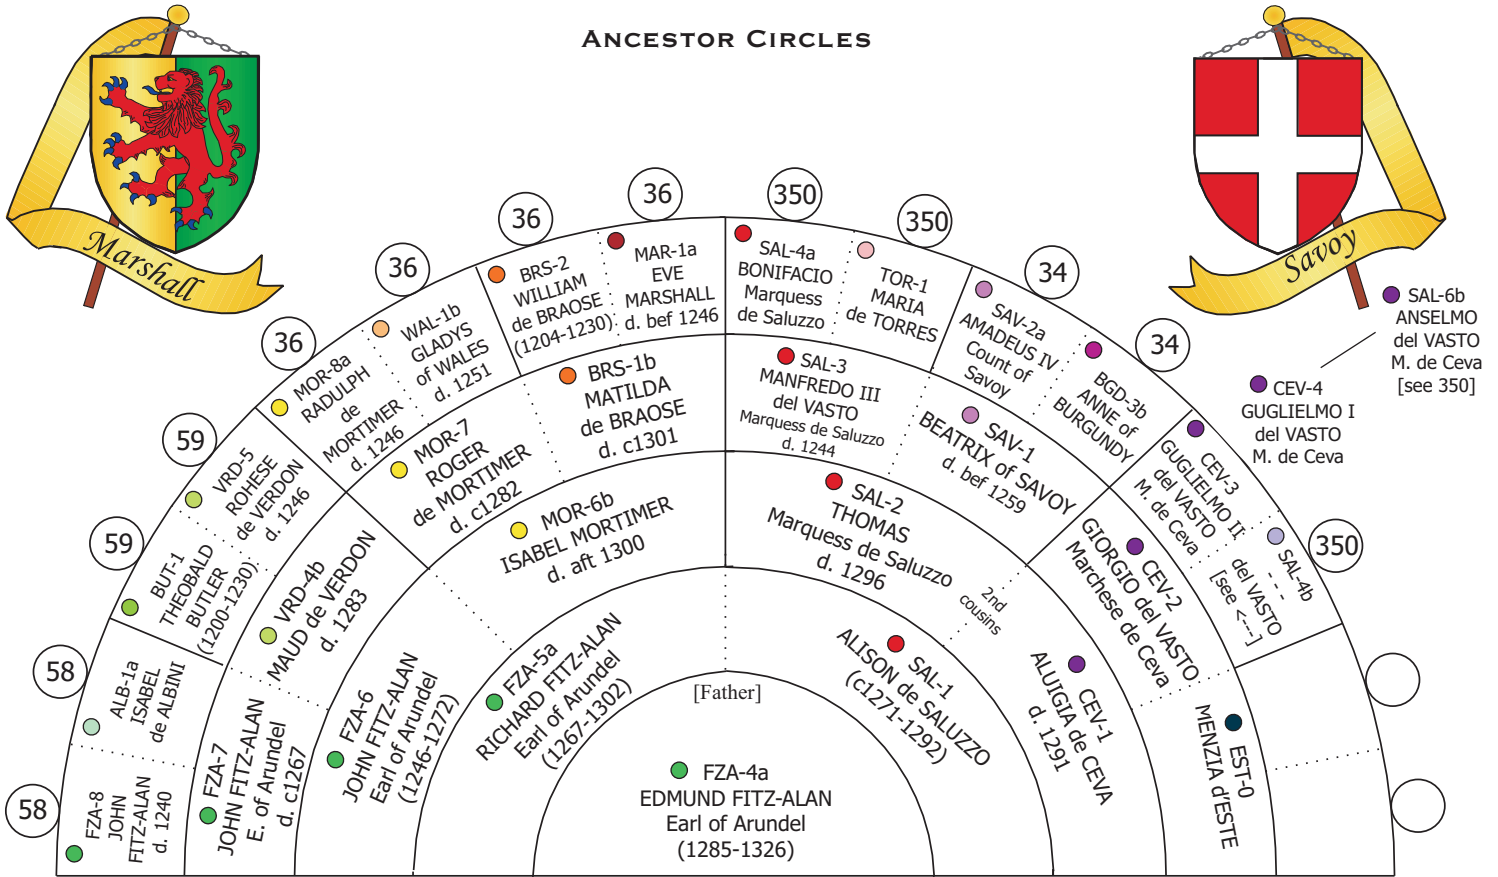 ANCESTOR CIRCLES
Marshall
Savoy
SAL-6b
ANSELMO
del VASTO
M. de Ceva
[see 350]
CEV-4
GUGLIELMO I
del VASTO
M. de Ceva
58
58
59
59
36
36
36
36
350
350
34
34
350
FZA-8
JOHN
FITZ-ALAN
d. 1240
ALB-1a
ISABEL
de ALBINI
BUT-1
THEOBALD
BUTLER
(1200-1230)
VRD-5
ROHESE
de VERDON
d. 1246
MOR-8a
RADULPH
de
MORTIMER
d. 1246
WAL-1b
GLADYS
of WALES
d. 1251
BRS-2
WILLIAM
de BRAOSE
(1204-1230)
MAR-1a
EVE
MARSHALL
d. bef 1246
SAL-4a
BONIFACIO
Marquess
de Saluzzo
TOR-1
MARIA
de TORRES
SAV-2a
AMADEUS IV
Count of
Savoy
BGD-3b
ANNE of
BURGUNDY
CEV-3
GUGLIELMO II
del VASTO
M. de Ceva
SAL-4b
- - -
del VASTO
[see <---]
FZA-7
JOHN FITZ-ALAN
E. of Arundel
d. c1267
VRD-4b
MAUD de VERDON
d. 1283
MOR-7
ROGER
de MORTIMER
d. c1282
BRS-1b
MATILDA
de BRAOSE
d. c1301
SAL-3
MANFREDO III
del VASTO
Marquess de Saluzzo
d. 1244
SAV-1
BEATRIX of SAVOY
d. bef 1259
CEV-2
GIORGIO del VASTO
Marchese de Ceva
EST-0
MENZIA d'ESTE
FZA-6
JOHN FITZ-ALAN
Earl of Arundel
(1246-1272)
MOR-6b
ISABEL MORTIMER
d. aft 1300
SAL-2
THOMAS
Marquess de Saluzzo
d. 1296
2nd
cousins
CEV-1
ALUIGIA de CEVA
d. 1291
FZA-5a
RICHARD FITZ-ALAN
Earl of Arundel
(1267-1302)
SAL-1
ALISON de SALUZZO
(c1271-1292)
[Father]
FZA-4a
EDMUND FITZ-ALAN
Earl of Arundel
(1285-1326)